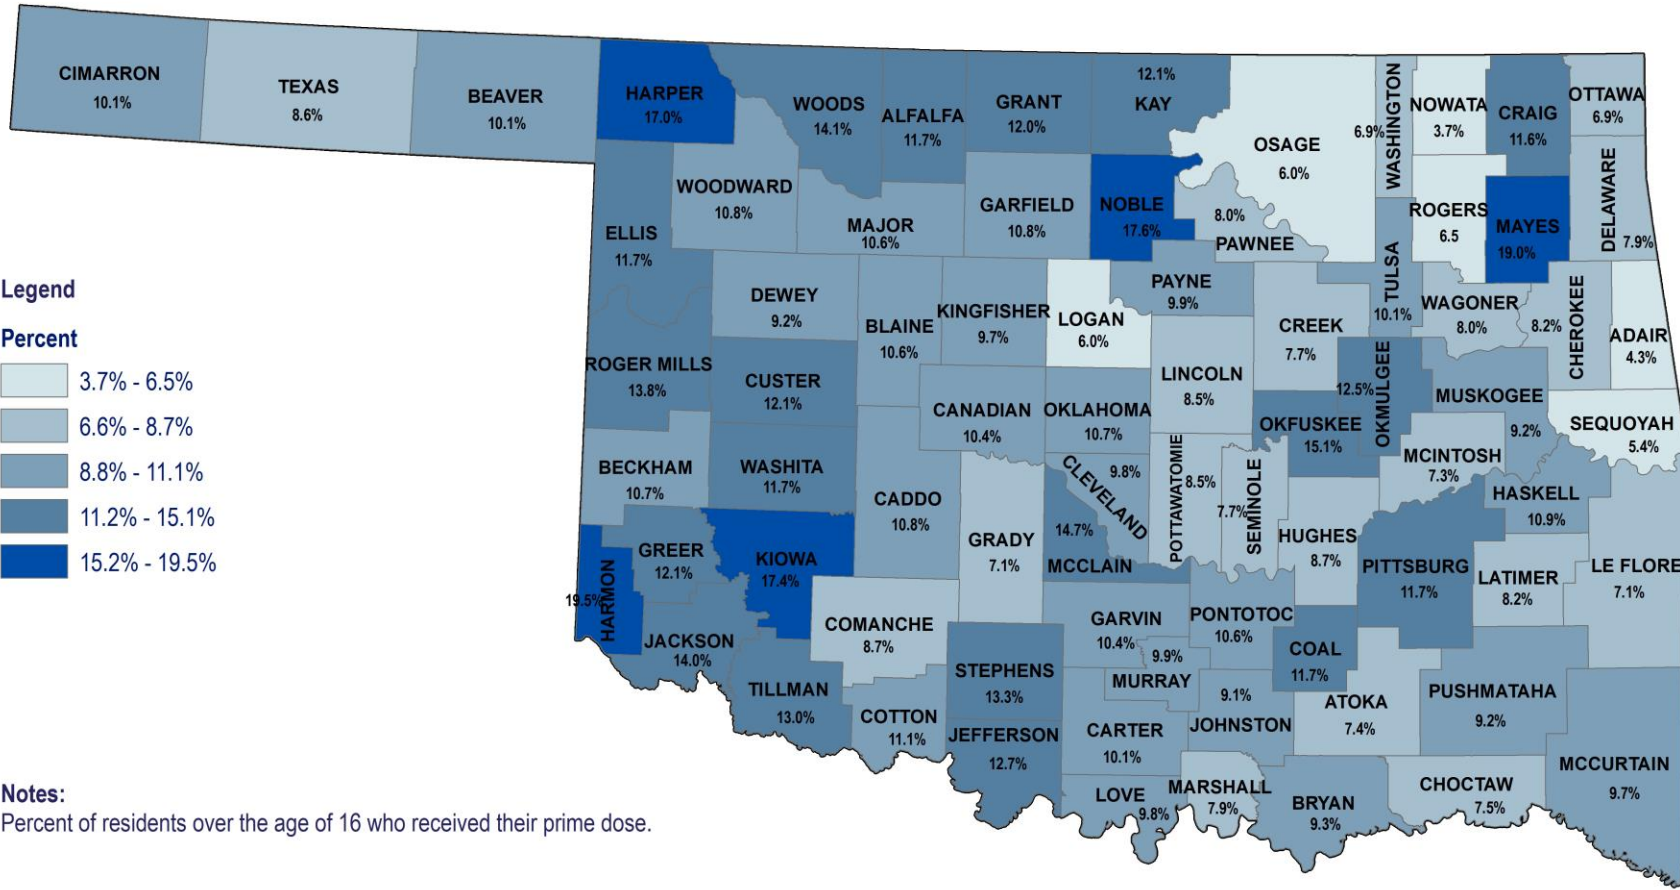 CIMARRON
10.1%
TEXAS
8.6%
BEAVER
10.1%
HARPER
17.0%
WOODS
14.1%
ALFALFA
11.7%
GRANT
12.0%
12.1%
KAY
OSAGE
6.0%
6.9%
WASHINGTON
NOWATA
3.7%
CRAIG
11.6%
OTTAWA
6.9%
WOODWARD
10.8%
MAJOR
10.6%
GARFIELD
10.8%
NOBLE
17.6%
8.0%
PAWNEE
ROGERS
6.5
MAYES
19.0%
DELAWARE
7.9%
ELLIS
11.7%
DEWEY
9.2%
BLAINE
10.6%
KINGFISHER
9.7%
LOGAN
6.0%
PAYNE
9.9%
CREEK
7.7%
TULSA
10.1%
WAGONER
8.0%
8.2%
CHEROKEE
ADAIR
4.3%
ROGER MILLS
13.8%
CUSTER
12.1%
CANADIAN
10.4%
OKLAHOMA
10.7%
LINCOLN
8.5%
OKFUSKEE
15.1%
12.5%
OKMULGEE
MUSKOGEE
9.2%
SEQUOYAH
5.4%
BECKHAM
10.7%
WASHITA
11.7%
CADDO
10.8%
GRADY
7.1%
CLEVELAND
9.8%
14.7%
MCCLAIN
POTTAWATOMIE
8.5%
7.7%
SEMINOLE
HUGHES
8.7%
MCINTOSH
7.3%
HASKELL
10.9%
PITTSBURG
11.7%
LATIMER
8.2%
LE FLORE
7.1%
GREER
12.1%
KIOWA
17.4%
19.5%
HARMON
JACKSON
14.0%
COMANCHE
8.7%
TILLMAN
13.0%
COTTON
11.1%
STEPHENS
13.3%
JEFFERSON
12.7%
GARVIN
10.4%
9.9%
MURRAY
PONTOTOC
10.6%
COAL
11.7%
9.1%
JOHNSTON
ATOKA
7.4%
PUSHMATAHA
9.2%
CARTER
10.1%
LOVE
9.8%
MARSHALL
7.9%
BRYAN
9.3%
CHOCTAW
7.5%
MCCURTAIN
9.7%
Legend
Percent
3.7% - 6.5%
6.6% - 8.7%
8.8% - 11.1%
11.2% - 15.1%
15.2% - 19.5%
Notes:
Percent of residents over the age of 16 who received their prime dose.